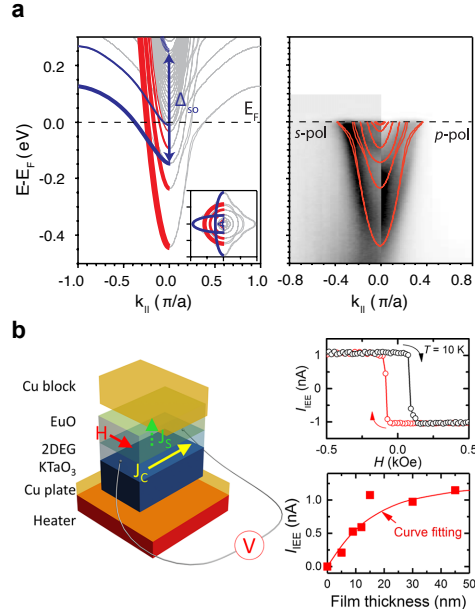 a
E-E_F (eV)
0.2
0.0
-0.2
-0.4
Δ_so
E_F
-1.0 -0.5 0.0 0.5 1.0
k_|| (π/a)
s-pol
p-pol
-0.8 -0.4 0.0 0.4 0.8
k_|| (π/a)
b
Cu block
EuO
2DEG
KTaO₃
Cu plate
Heater
H
J_S
J_C
V
I_IEE (nA)
1
0
-1
T = 10 K
-0.5 0.0 0.5
H (kOe)
I_IEE (nA)
1.0
0.5
0.0
Curve fitting
0 10 20 30 40 50
Film thickness (nm)